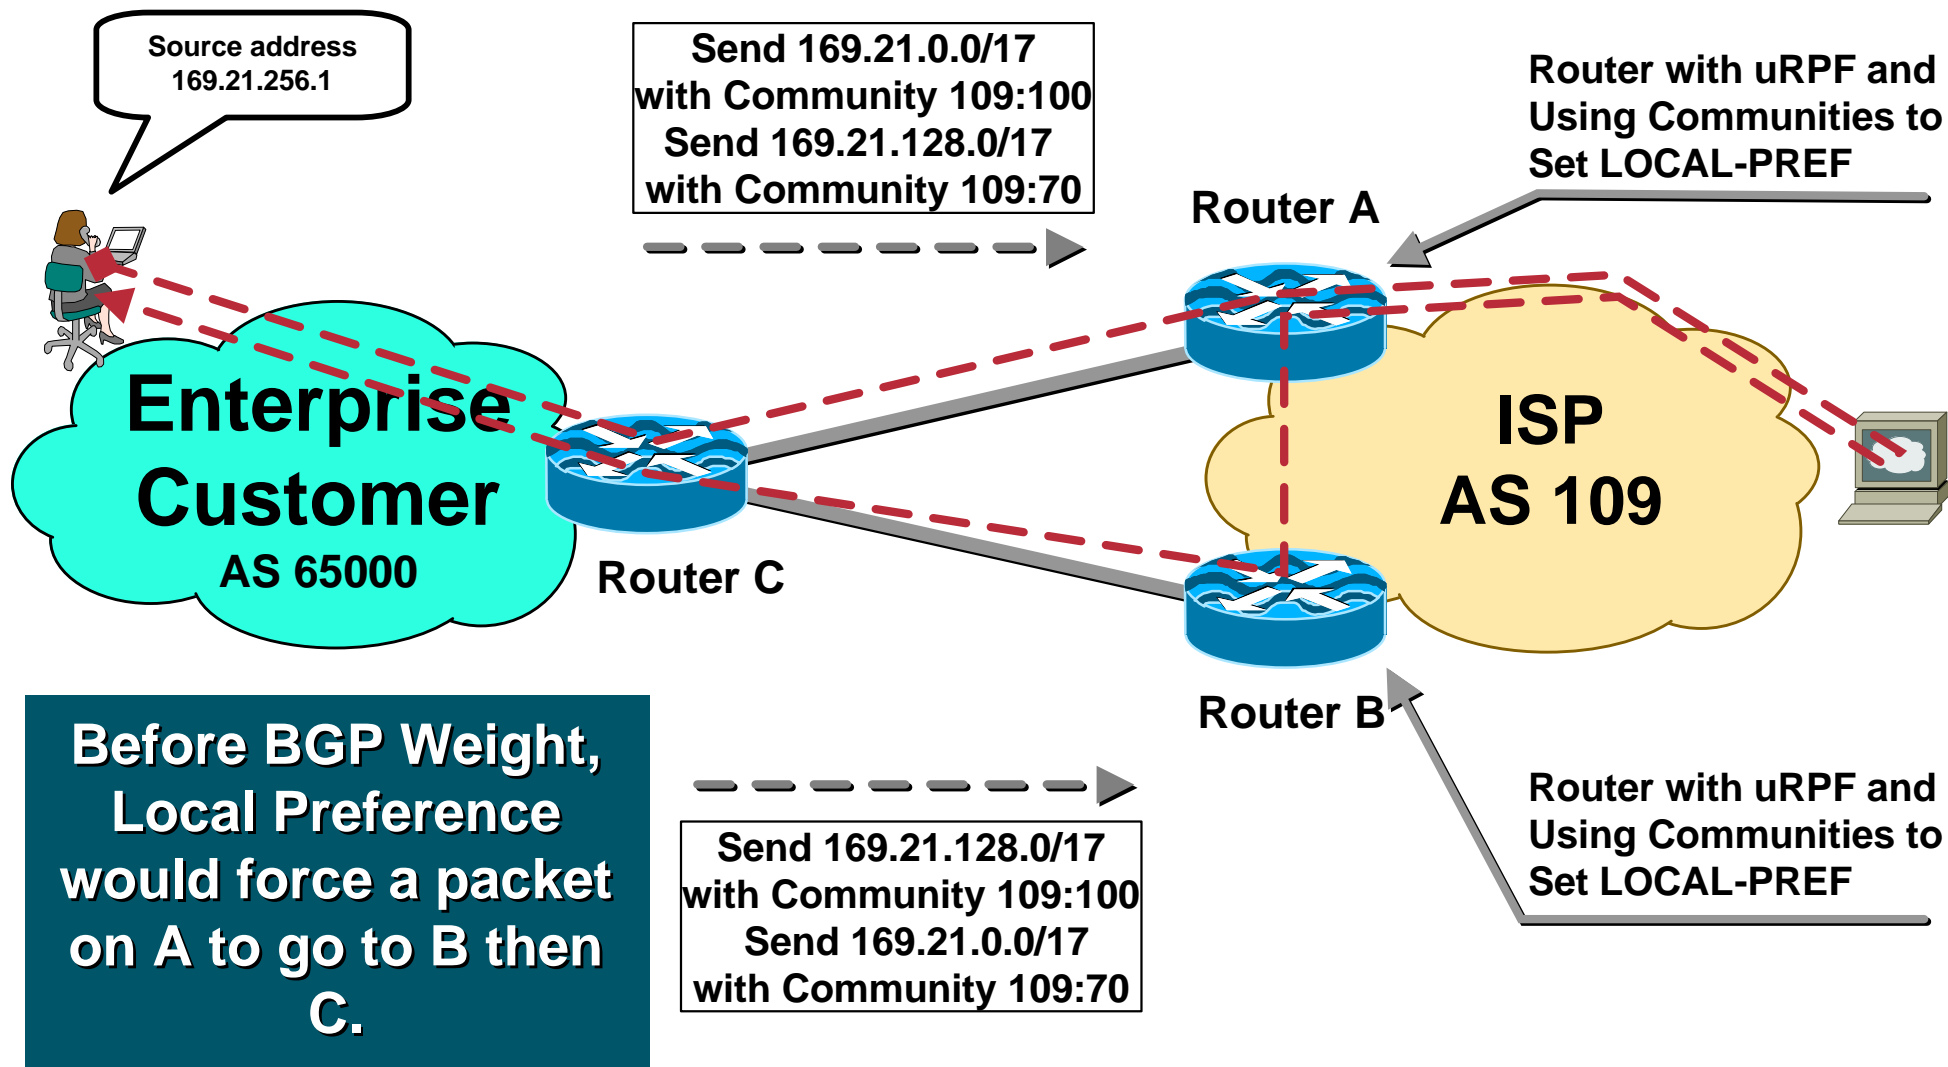 Source address
169.21.256.1
Send 169.21.0.0/17
with Community 109:100
Send 169.21.128.0/17
with Community 109:70
Router with uRPF and
Using Communities to
Set LOCAL-PREF
Router A
Enterprise
Customer
AS 65000
Router C
ISP
AS 109
Router B
Before BGP Weight,
Local Preference
would force a packet
on A to go to B then
C.
Send 169.21.128.0/17
with Community 109:100
Send 169.21.0.0/17
with Community 109:70
Router with uRPF and
Using Communities to
Set LOCAL-PREF